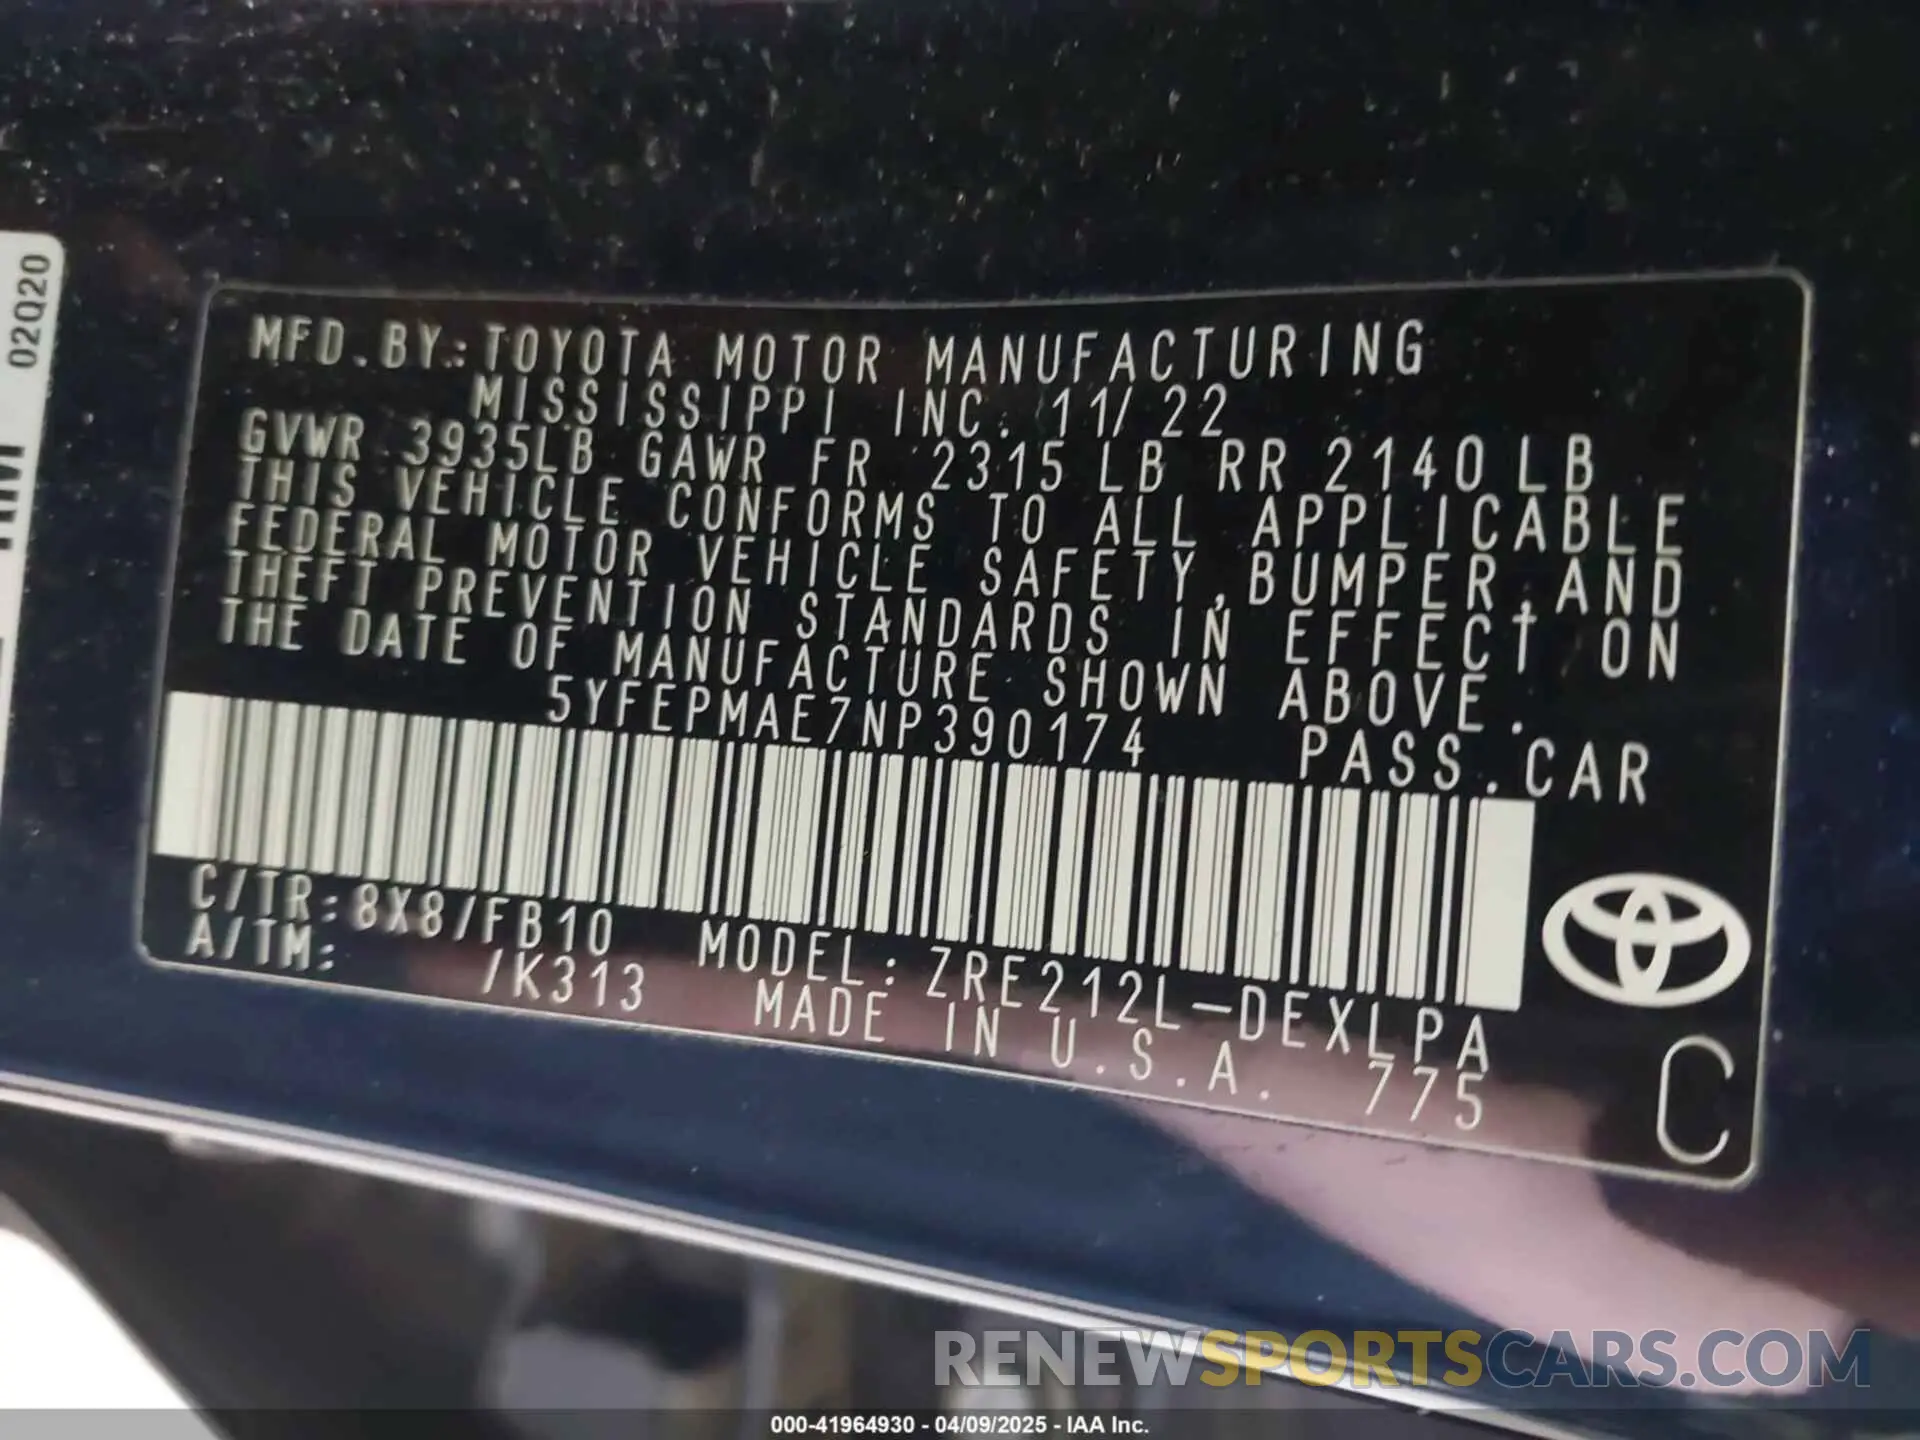 02Q20
MFD.BY:TOYOTA MOTOR MANUFACTURING
MISSISSIPPI INC. 11/22
GVWR 3935LB GAWR FR 2315LB RR 2140LB
THIS VEHICLE CONFORMS TO ALL APPLICABLE
FEDERAL MOTOR VEHICLE SAFETY,BUMPER,AND
THEFT PREVENTION STANDARDS IN EFFECT ON
THE DATE OF MANUFACTURE SHOWN ABOVE.
5YFEPMAE7NP390174 PASS.CAR
C/TR:8X8/FB10 MODEL:ZRE212L-DEXLPA
A/TM: /K313 MADE IN U.S.A. 775
C
RENEWSPORTSCARS.COM
000-41964930 - 04/09/2025 - IAA Inc.